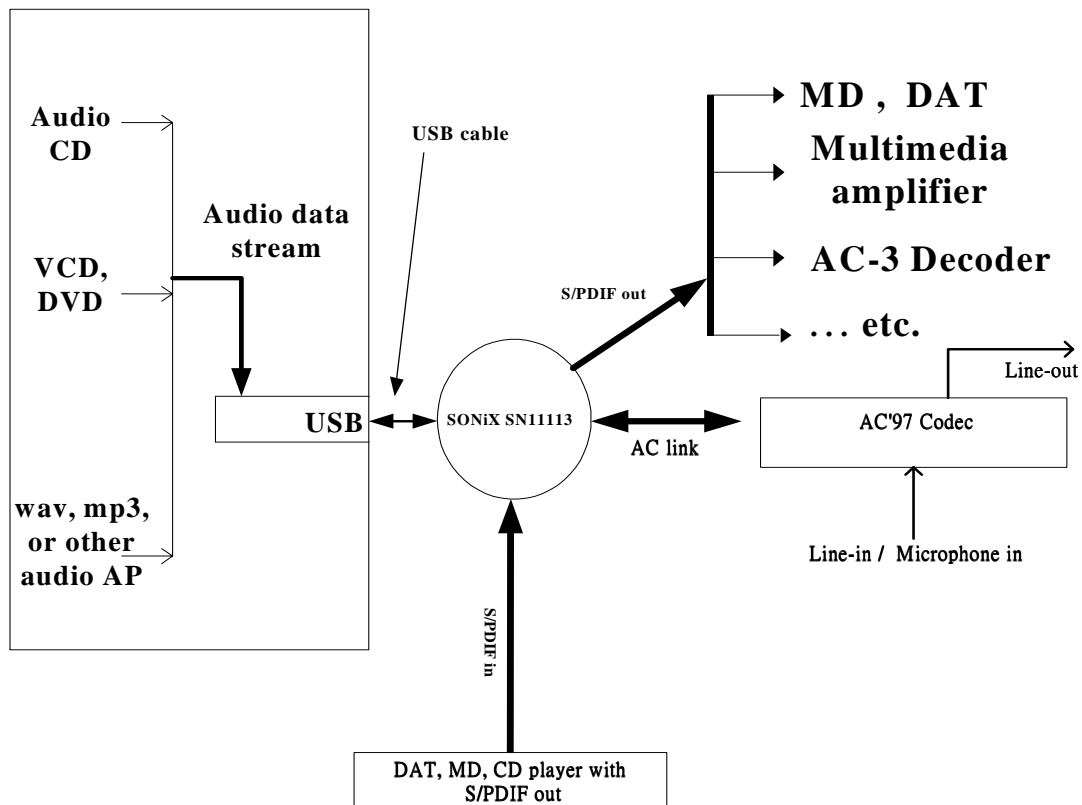 Audio
CD
VCD,
DVD
wav, mp3,
or other
audio AP
Audio data
stream
USB
USB cable
SONiX SN11113
S/PDIF out
MD , DAT
Multimedia
amplifier
AC-3 Decoder
... etc.
Line-out
AC'97 Codec
AC link
Line-in / Microphone in
S/PDIF in
DAT, MD, CD player with
S/PDIF out